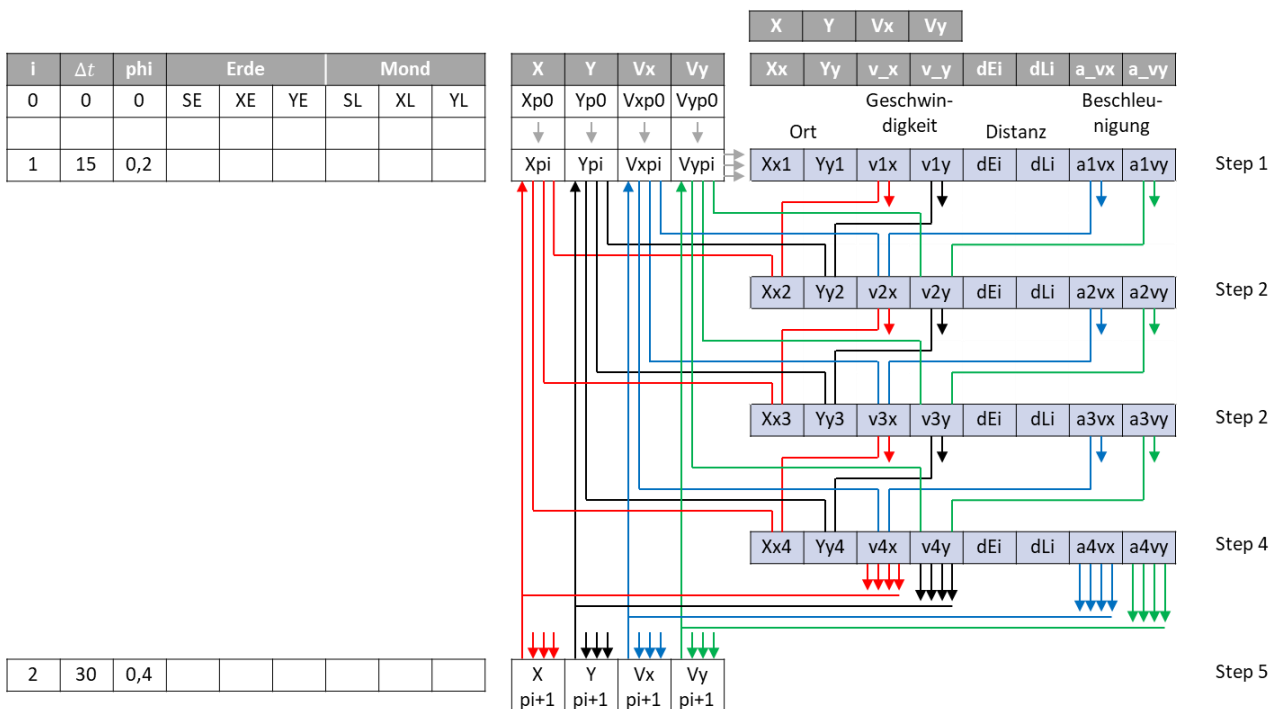 X Y Vx Vy
i Δt phi Erde Mond X Y Vx Vy Xx Yy v_x v_y dEi dLi a_vx a_vy
0 0 0 SE XE YE SL XL YL Xp0 Yp0 Vxp0 Vyp0
Ort
Geschwin-
digkeit
Distanz
Beschleu-
nigung
1 15 0,2 Xpi Ypi Vxpi Vypi Xx1 Yy1 v1x v1y dEi dLi a1vx a1vy Step 1
Xx2 Yy2 v2x v2y dEi dLi a2vx a2vy Step 2
Xx3 Yy3 v3x v3y dEi dLi a3vx a3vy Step 2
Xx4 Yy4 v4x v4y dEi dLi a4vx a4vy Step 4
2 30 0,4 X Y Vx Vy Step 5
pi+1 pi+1 pi+1 pi+1